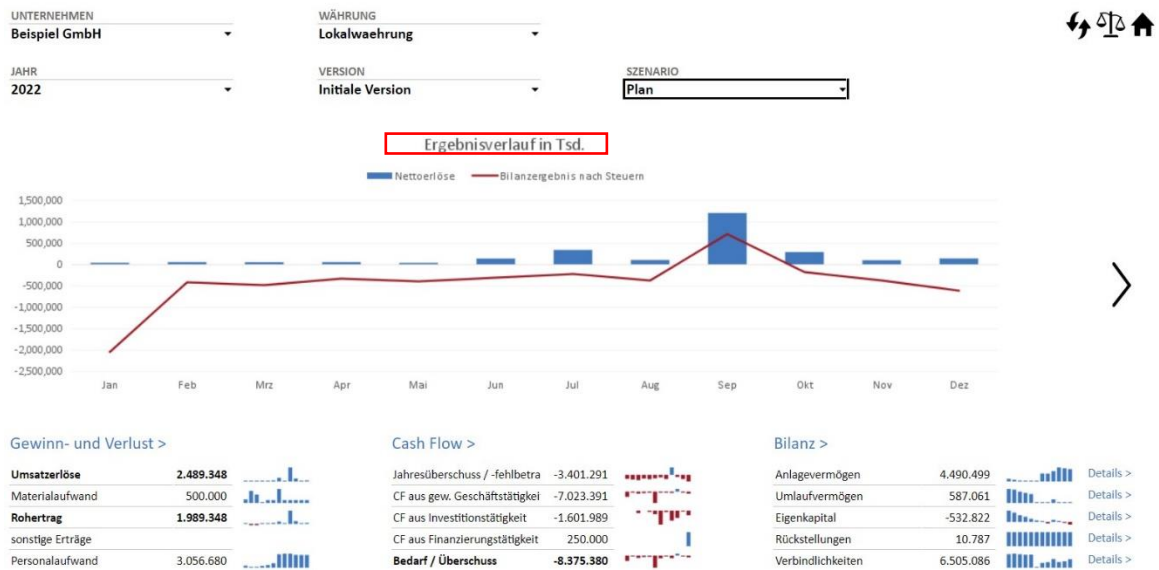 UNTERNEHMEN WÄHRUNG
Beispiel GmbH Lokalwaehrung
JAHR VERSION SZENARIO
2022 Initiale Version Plan
Ergebnisverlauf in Tsd.
Nettoerlöse Bilanzergebnis nach Steuern
1,500,000
1,000,000
500,000
0
-500,000
-1,000,000
-1,500,000
-2,000,000
-2,500,000
Jan Feb Mrz Apr Mai Jun Jul Aug Sep Okt Nov Dez
Gewinn- und Verlust > Cash Flow > Bilanz >
Umsatzerlöse 2.489.348 Jahresüberschuss / -fehlbetra -3.401.291 Anlagevermögen 4.490.499 Details >
Materialaufwand 500.000 CF aus gew. Geschäftstätigkei -7.023.391 Umlaufvermögen 587.061 Details >
Rohertrag 1.989.348 CF aus Investitionstätigkeit -1.601.989 Eigenkapital -532.822 Details >
sonstige Erträge CF aus Finanzierungstätigkeit 250.000 Rückstellungen 10.787 Details >
Personalaufwand 3.056.680 Bedarf / Überschuss -8.375.380 Verbindlichkeiten 6.505.086 Details >